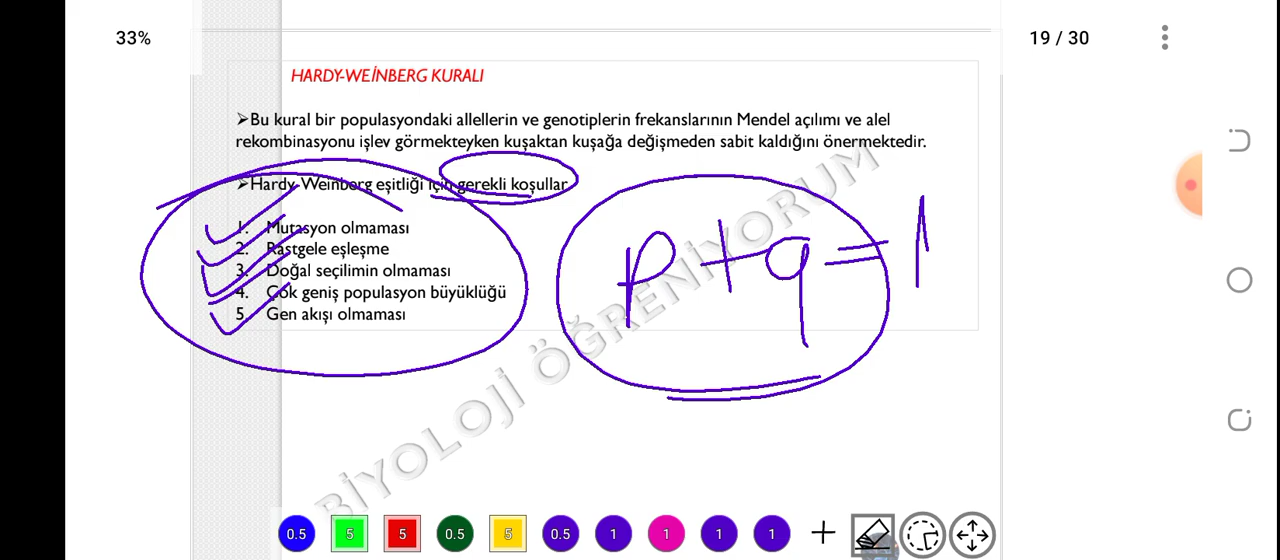 33%
19 / 30
HARDY-WEİNBERG KURALI
➢Bu kural bir populasyondaki allellerin ve genotiplerin frekanslarının Mendel açılımı ve alel
rekombinasyonu işlev görmekteyken kuşaktan kuşağa değişmeden sabit kaldığını önermektedir.
➢Hardy-Weinberg eşitliği için gerekli koşullar
1. Mutasyon olmaması
2. Rastgele eşleşme
3. Doğal seçilimin olmaması
4. Çok geniş populasyon büyüklüğü
5. Gen akışı olmaması
p+q=1
BİYOLOJİ ÖĞRENİYORUM
0.5 5 5 0.5 5 0.5 1 1 1 1